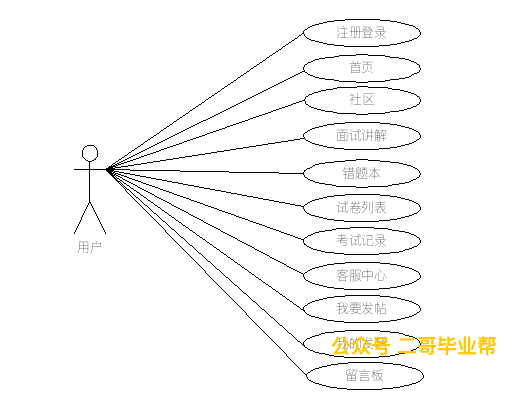 注册登录
首页
社区
面试讲解
错题本
用户
试卷列表
考试记录
客服中心
我要发帖
公众号 二哥毕业帮
留言板